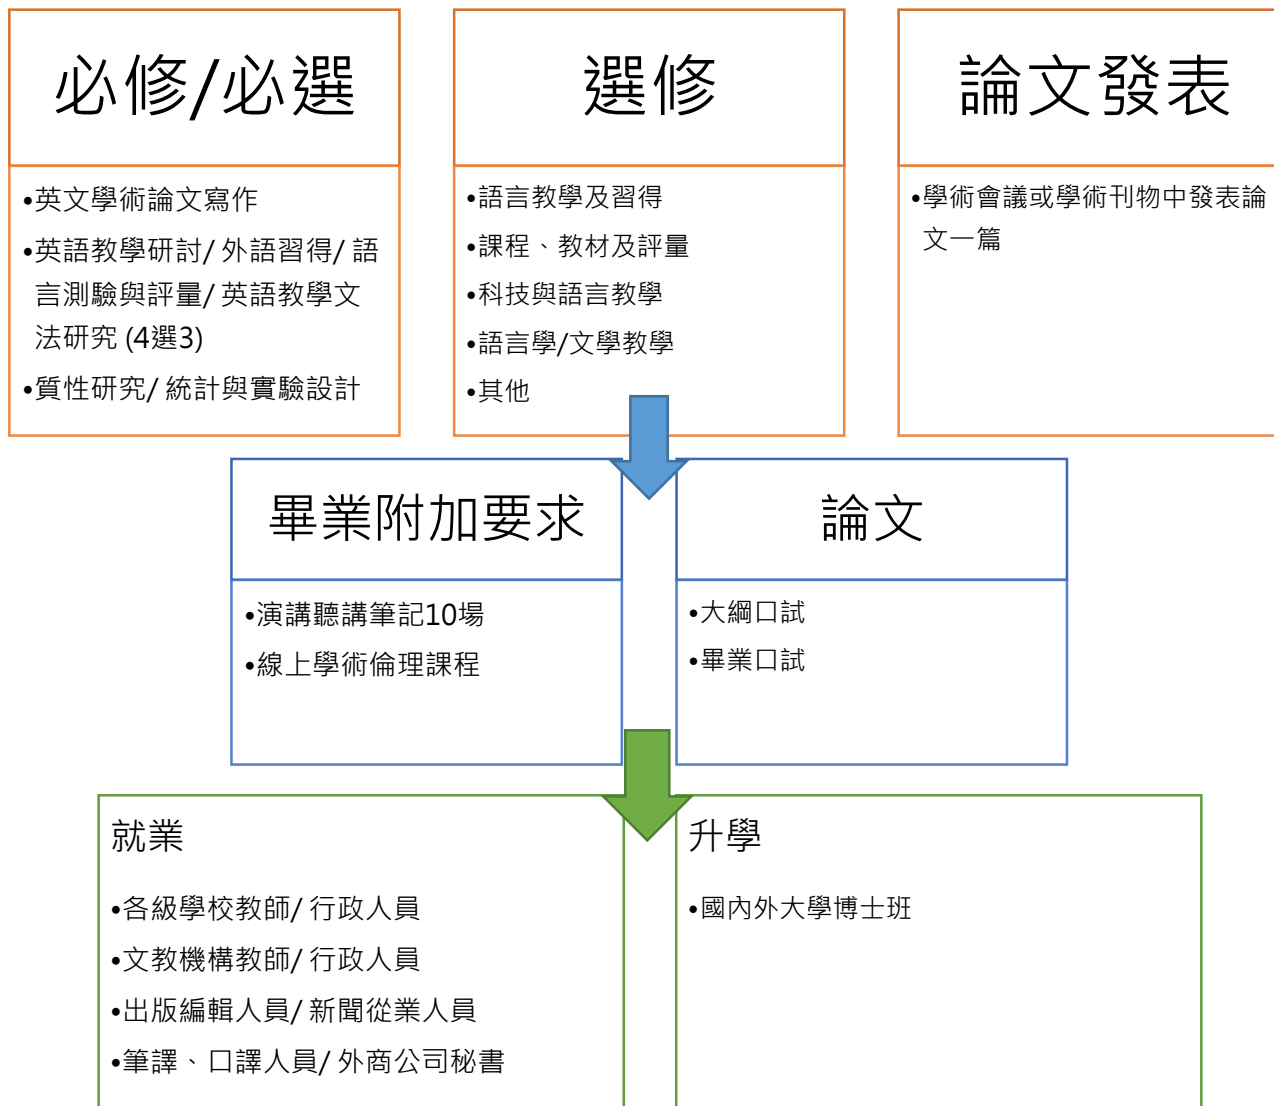 必修/必選
•英文學術論文寫作
•英語教學研討/ 外語習得/ 語
言測驗與評量/ 英語教學文
法研究 (4選3)
•質性研究/ 統計與實驗設計
選修
•語言教學及習得
•課程、教材及評量
•科技與語言教學
•語言學/文學教學
•其他
論文發表
•學術會議或學術刊物中發表論
文一篇
畢業附加要求
•演講聽講筆記10場
•線上學術倫理課程
論文
•大綱口試
•畢業口試
就業
•各級學校教師/ 行政人員
•文教機構教師/ 行政人員
•出版編輯人員/ 新聞從業人員
•筆譯、口譯人員/ 外商公司秘書
升學
•國內外大學博士班